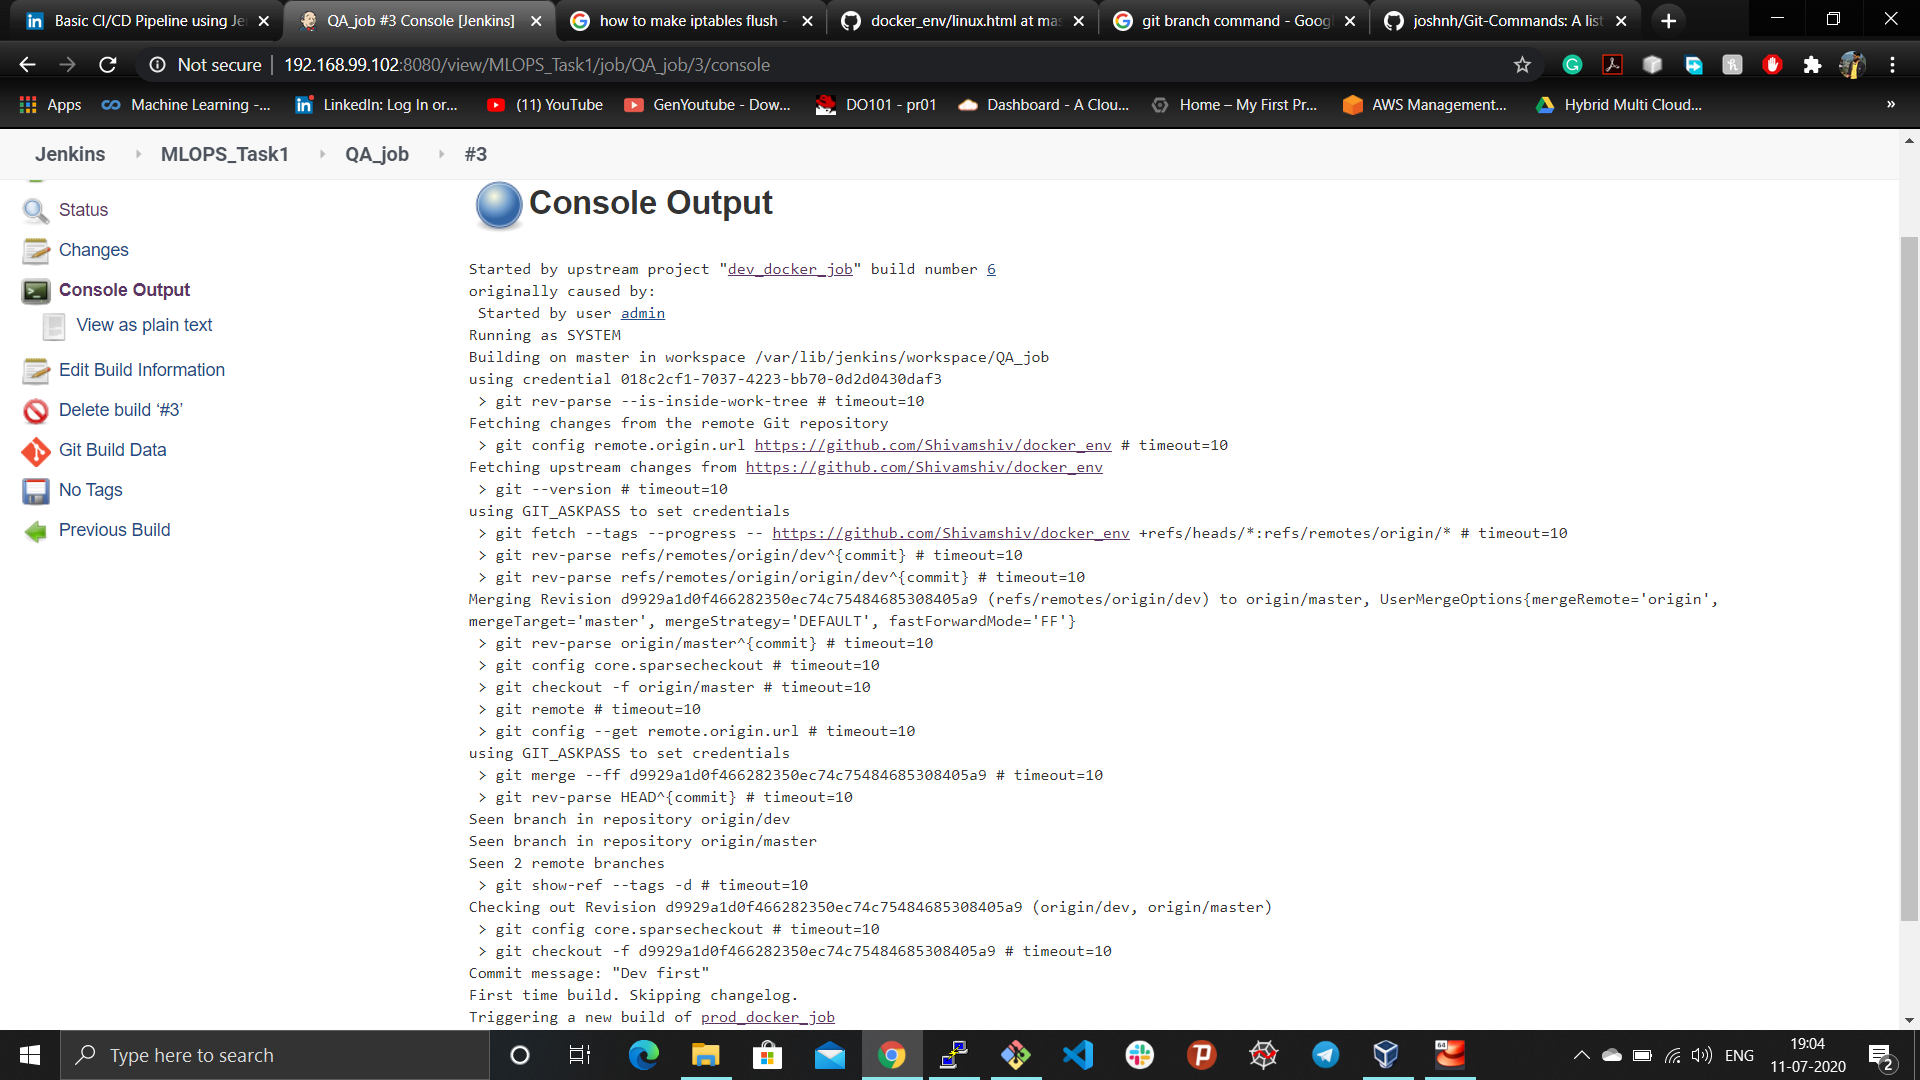 Basic CI/CD Pipeline using Je
QA_job #3 Console [Jenkins]
how to make iptables flush -
docker_env/linux.html at mas
git branch command - Googl
joshnh/Git-Commands: A list
Not secure
192.168.99.102:8080/view/MLOPS_Task1/job/QA_job/3/console
Apps
Machine Learning -...
LinkedIn: Log In or...
(11) YouTube
GenYoutube - Dow...
DO101 - pr01
Dashboard - A Clou...
Home – My First Pr...
AWS Management...
Hybrid Multi Cloud...
»
Jenkins
MLOPS_Task1
QA_job
#3
Status
Changes
Console Output
View as plain text
Edit Build Information
Delete build ‘#3’
Git Build Data
No Tags
Previous Build
Console Output
Started by upstream project "dev_docker_job" build number 6
originally caused by:
Started by user admin
Running as SYSTEM
Building on master in workspace /var/lib/jenkins/workspace/QA_job
using credential 018c2cf1-7037-4223-bb70-0d2d0430daf3
> git rev-parse --is-inside-work-tree # timeout=10
Fetching changes from the remote Git repository
> git config remote.origin.url https://github.com/Shivamshiv/docker_env # timeout=10
Fetching upstream changes from https://github.com/Shivamshiv/docker_env
> git --version # timeout=10
using GIT_ASKPASS to set credentials
> git fetch --tags --progress -- https://github.com/Shivamshiv/docker_env +refs/heads/*:refs/remotes/origin/* # timeout=10
> git rev-parse refs/remotes/origin/dev^{commit} # timeout=10
> git rev-parse refs/remotes/origin/origin/dev^{commit} # timeout=10
Merging Revision d9929a1d0f466282350ec74c75484685308405a9 (refs/remotes/origin/dev) to origin/master, UserMergeOptions{mergeRemote='origin',
mergeTarget='master', mergeStrategy='DEFAULT', fastForwardMode='FF'}
> git rev-parse origin/master^{commit} # timeout=10
> git config core.sparsecheckout # timeout=10
> git checkout -f origin/master # timeout=10
> git remote # timeout=10
> git config --get remote.origin.url # timeout=10
using GIT_ASKPASS to set credentials
> git merge --ff d9929a1d0f466282350ec74c75484685308405a9 # timeout=10
> git rev-parse HEAD^{commit} # timeout=10
Seen branch in repository origin/dev
Seen branch in repository origin/master
Seen 2 remote branches
> git show-ref --tags -d # timeout=10
Checking out Revision d9929a1d0f466282350ec74c75484685308405a9 (origin/dev, origin/master)
> git config core.sparsecheckout # timeout=10
> git checkout -f d9929a1d0f466282350ec74c75484685308405a9 # timeout=10
Commit message: "Dev first"
First time build. Skipping changelog.
Triggering a new build of prod_docker_job
Type here to search
64
ENG
19:04
11-07-2020
2